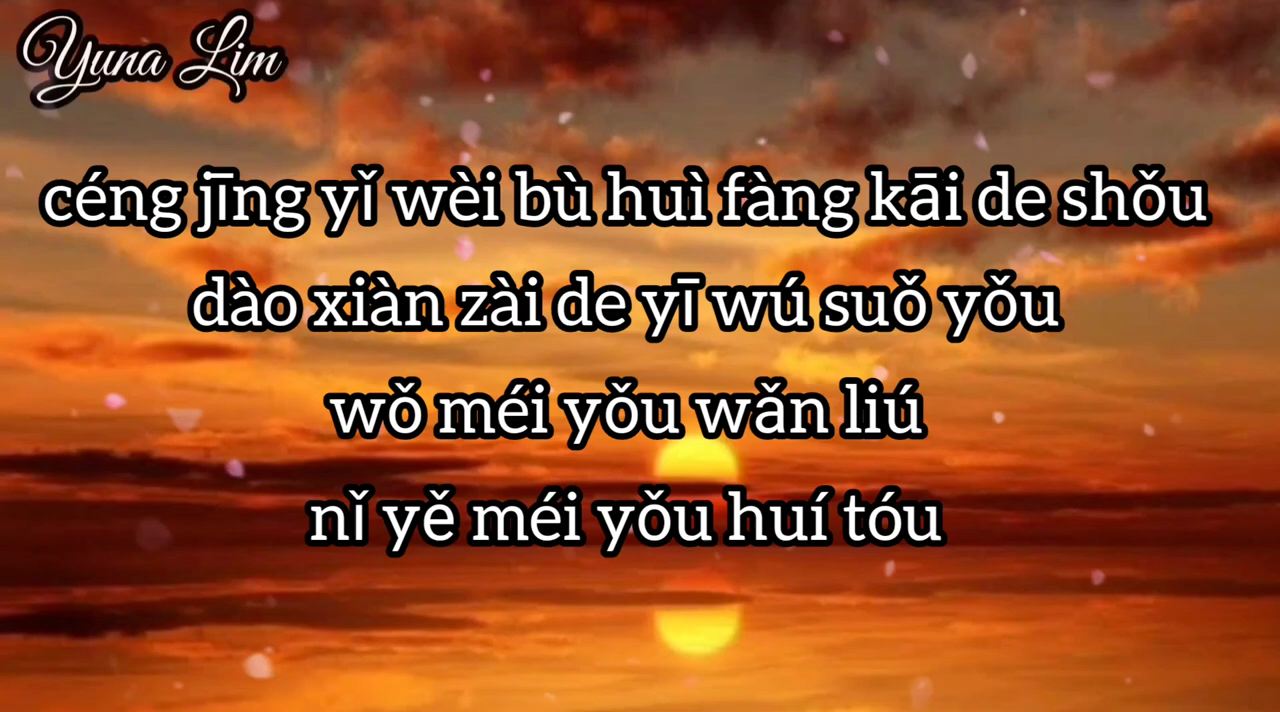 Yuna Lim
céng jīng yǐ wèi bù huì fàng kāi de shǒu
dào xiàn zài de yī wú suǒ yǒu
wǒ méi yǒu wǎn liú
nǐ yě méi yǒu huí tóu